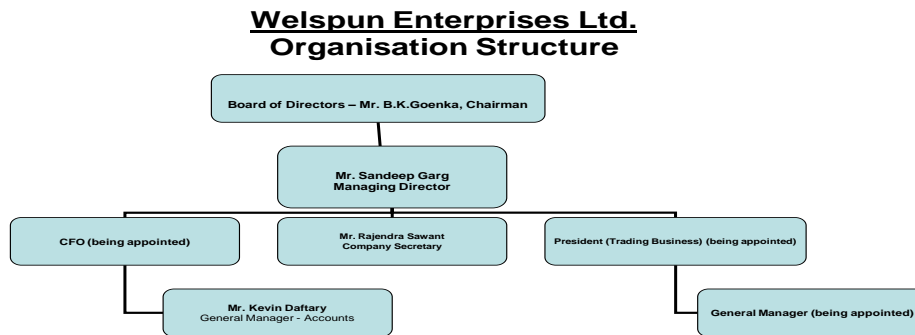 Welspun Enterprises Ltd.
Organisation Structure
Board of Directors – Mr. B.K.Goenka, Chairman
Mr. Sandeep Garg
Managing Director
CFO (being appointed)
Mr. Rajendra Sawant
Company Secretary
President (Trading Business) (being appointed)
Mr. Kevin Daftary
General Manager - Accounts
General Manager (being appointed)